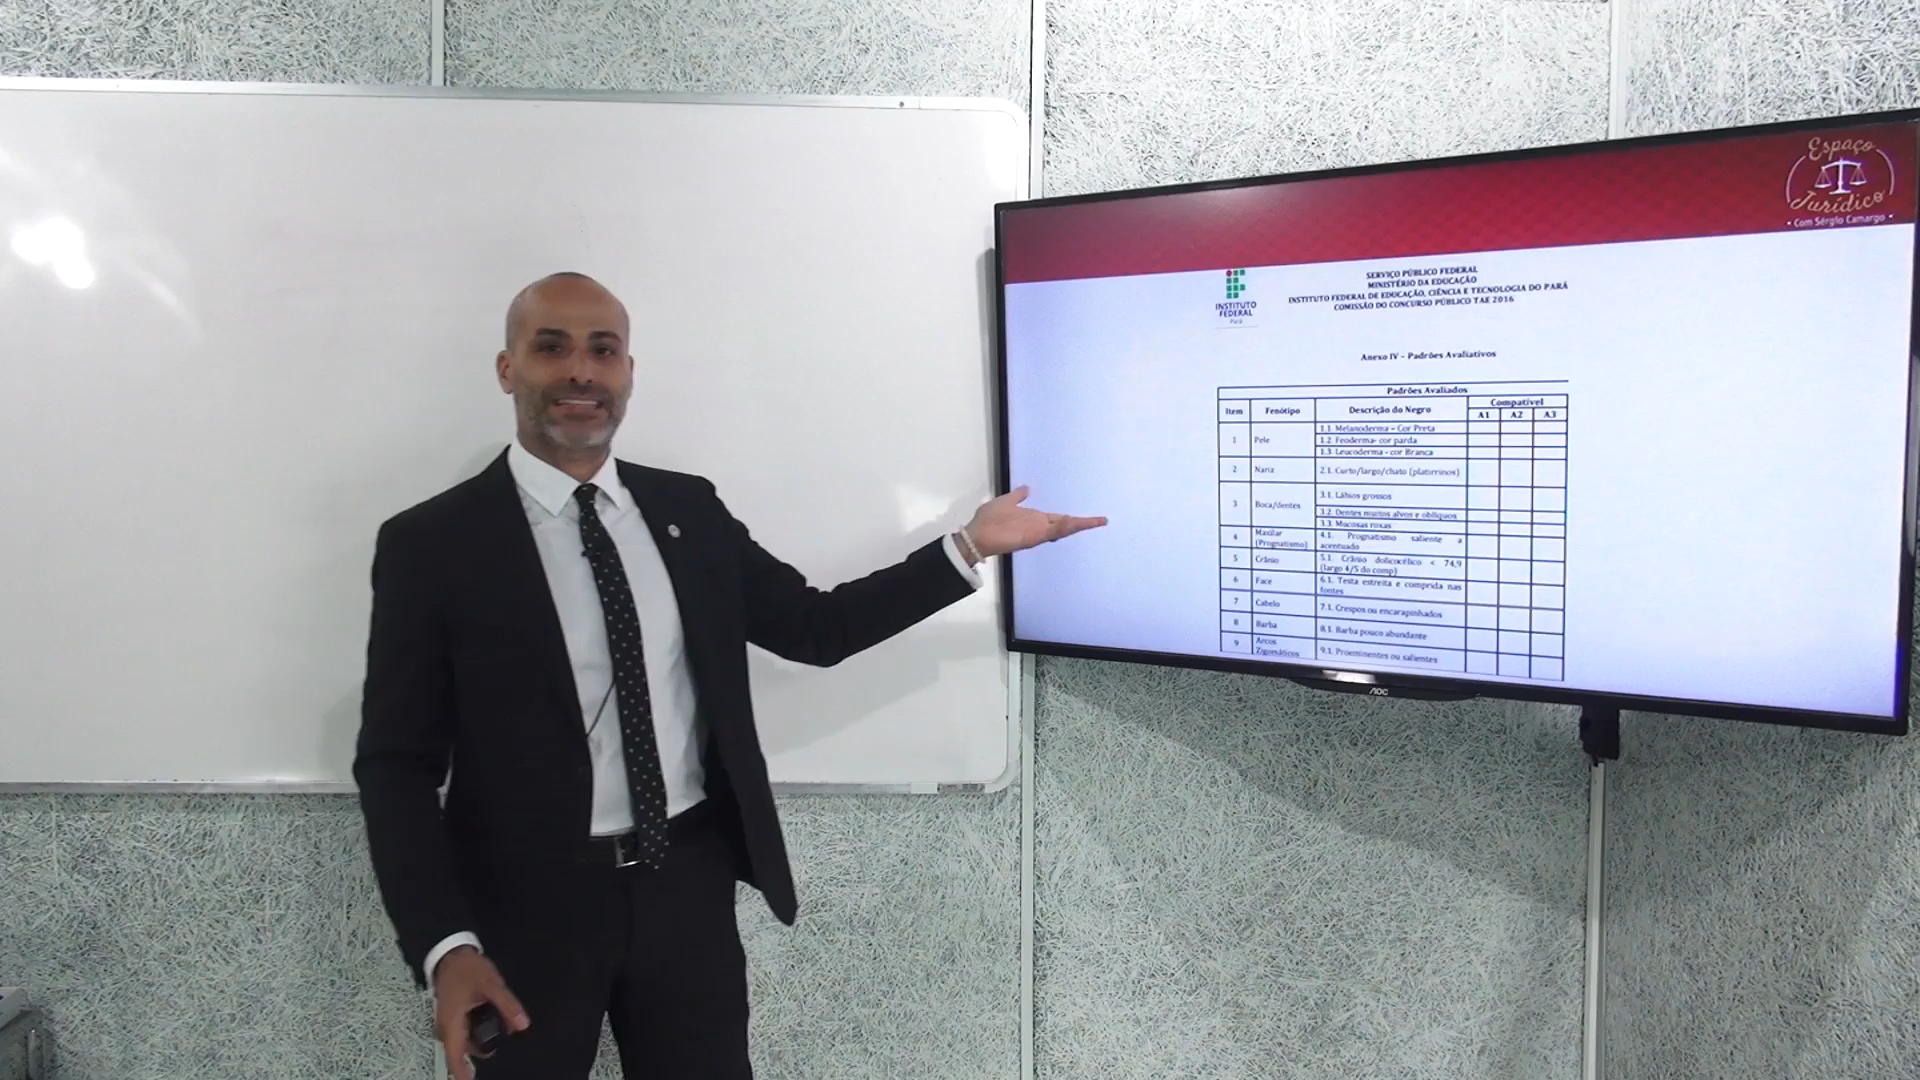 Espaço
Jurídico
• Com Sérgio Camargo •
INSTITUTO
FEDERAL
Pará
SERVIÇO PÚBLICO FEDERAL
MINISTÉRIO DA EDUCAÇÃO
INSTITUTO FEDERAL DE EDUCAÇÃO, CIÊNCIA E TECNOLOGIA DO PARÁ
COMISSÃO DO CONCURSO PÚBLICO TAE 2016
Anexo IV – Padrões Avaliativos
Padrões Avaliados
Item Fenótipo Descrição do Negro Compatível
A1 A2 A3
1 Pele 1.1. Melanoderma – Cor Preta
1.2. Feoderma- cor parda
1.3. Leucoderma - cor Branca
2 Nariz 2.1. Curto/largo/chato (platirrinos)
3 Boca/dentes 3.1. Lábios grossos
3.2. Dentes muitos alvos e oblíquos
3.3. Mucosas roxas
4 Maxilar (Prognatismo) 4.1. Prognatismo saliente a
acentuado
5 Crânio 5.1. Crânio dolicocélico < 74,9
(largo 4/5 do comp)
6 Face 6.1. Testa estreita e comprida nas
fontes
7 Cabelo 7.1. Crespos ou encarapinhados
8 Barba 8.1. Barba pouco abundante
9 Arcos Zigomáticos 9.1. Proeminentes ou salientes
AOC